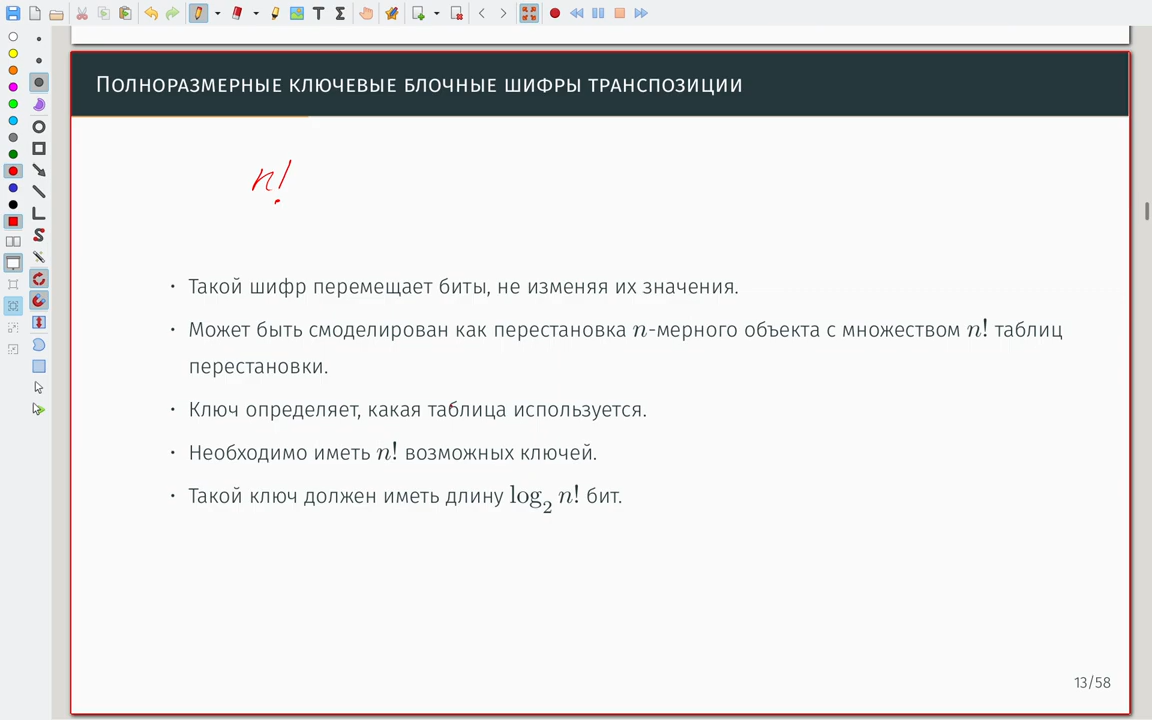 Полноразмерные ключевые блочные шифры транспозиции
n!
· Такой шифр перемещает биты, не изменяя их значения.
· Может быть смоделирован как перестановка n-мерного объекта с множеством n! таблиц
перестановки.
· Ключ определяет, какая таблица используется.
· Необходимо иметь n! возможных ключей.
· Такой ключ должен иметь длину log₂ n! бит.
13/58